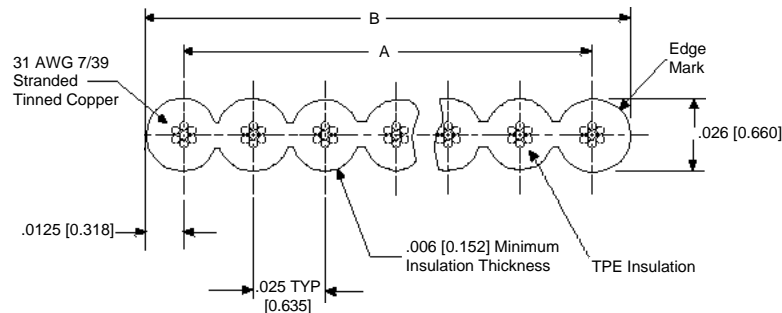 B
A
31 AWG 7/39
Stranded
Tinned Copper
Edge
Mark
.026 [0.660]
.0125 [0.318]
.006 [0.152] Minimum
Insulation Thickness
TPE Insulation
.025 TYP
[0.635]